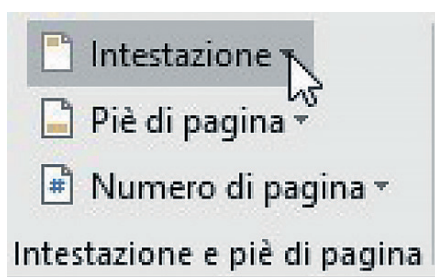 Intestazione
Piè di pagina
Numero di pagina
Intestazione e piè di pagina